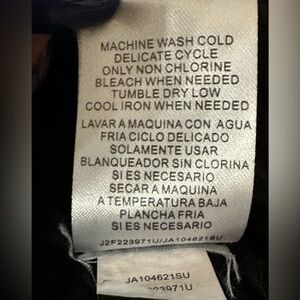 MACHINE WASH COLD
DELICATE CYCLE
ONLY NON CHLORINE
BLEACH WHEN NEEDED
TUMBLE DRY LOW
COOL IRON WHEN NEEDED
LAVAR A MAQUINA CON AGUA
FRIA CICLO DELICADO
SOLAMENTE USAR
BLANQUEADOR SIN CLORINA
SI ES NECESARIO
SECAR A MAQUINA
A TEMPERATURA BAJA
PLANCHA FRIA
SI ES NECESARIO
J2F223971U/JA104621SU
JA104621SU
23971U